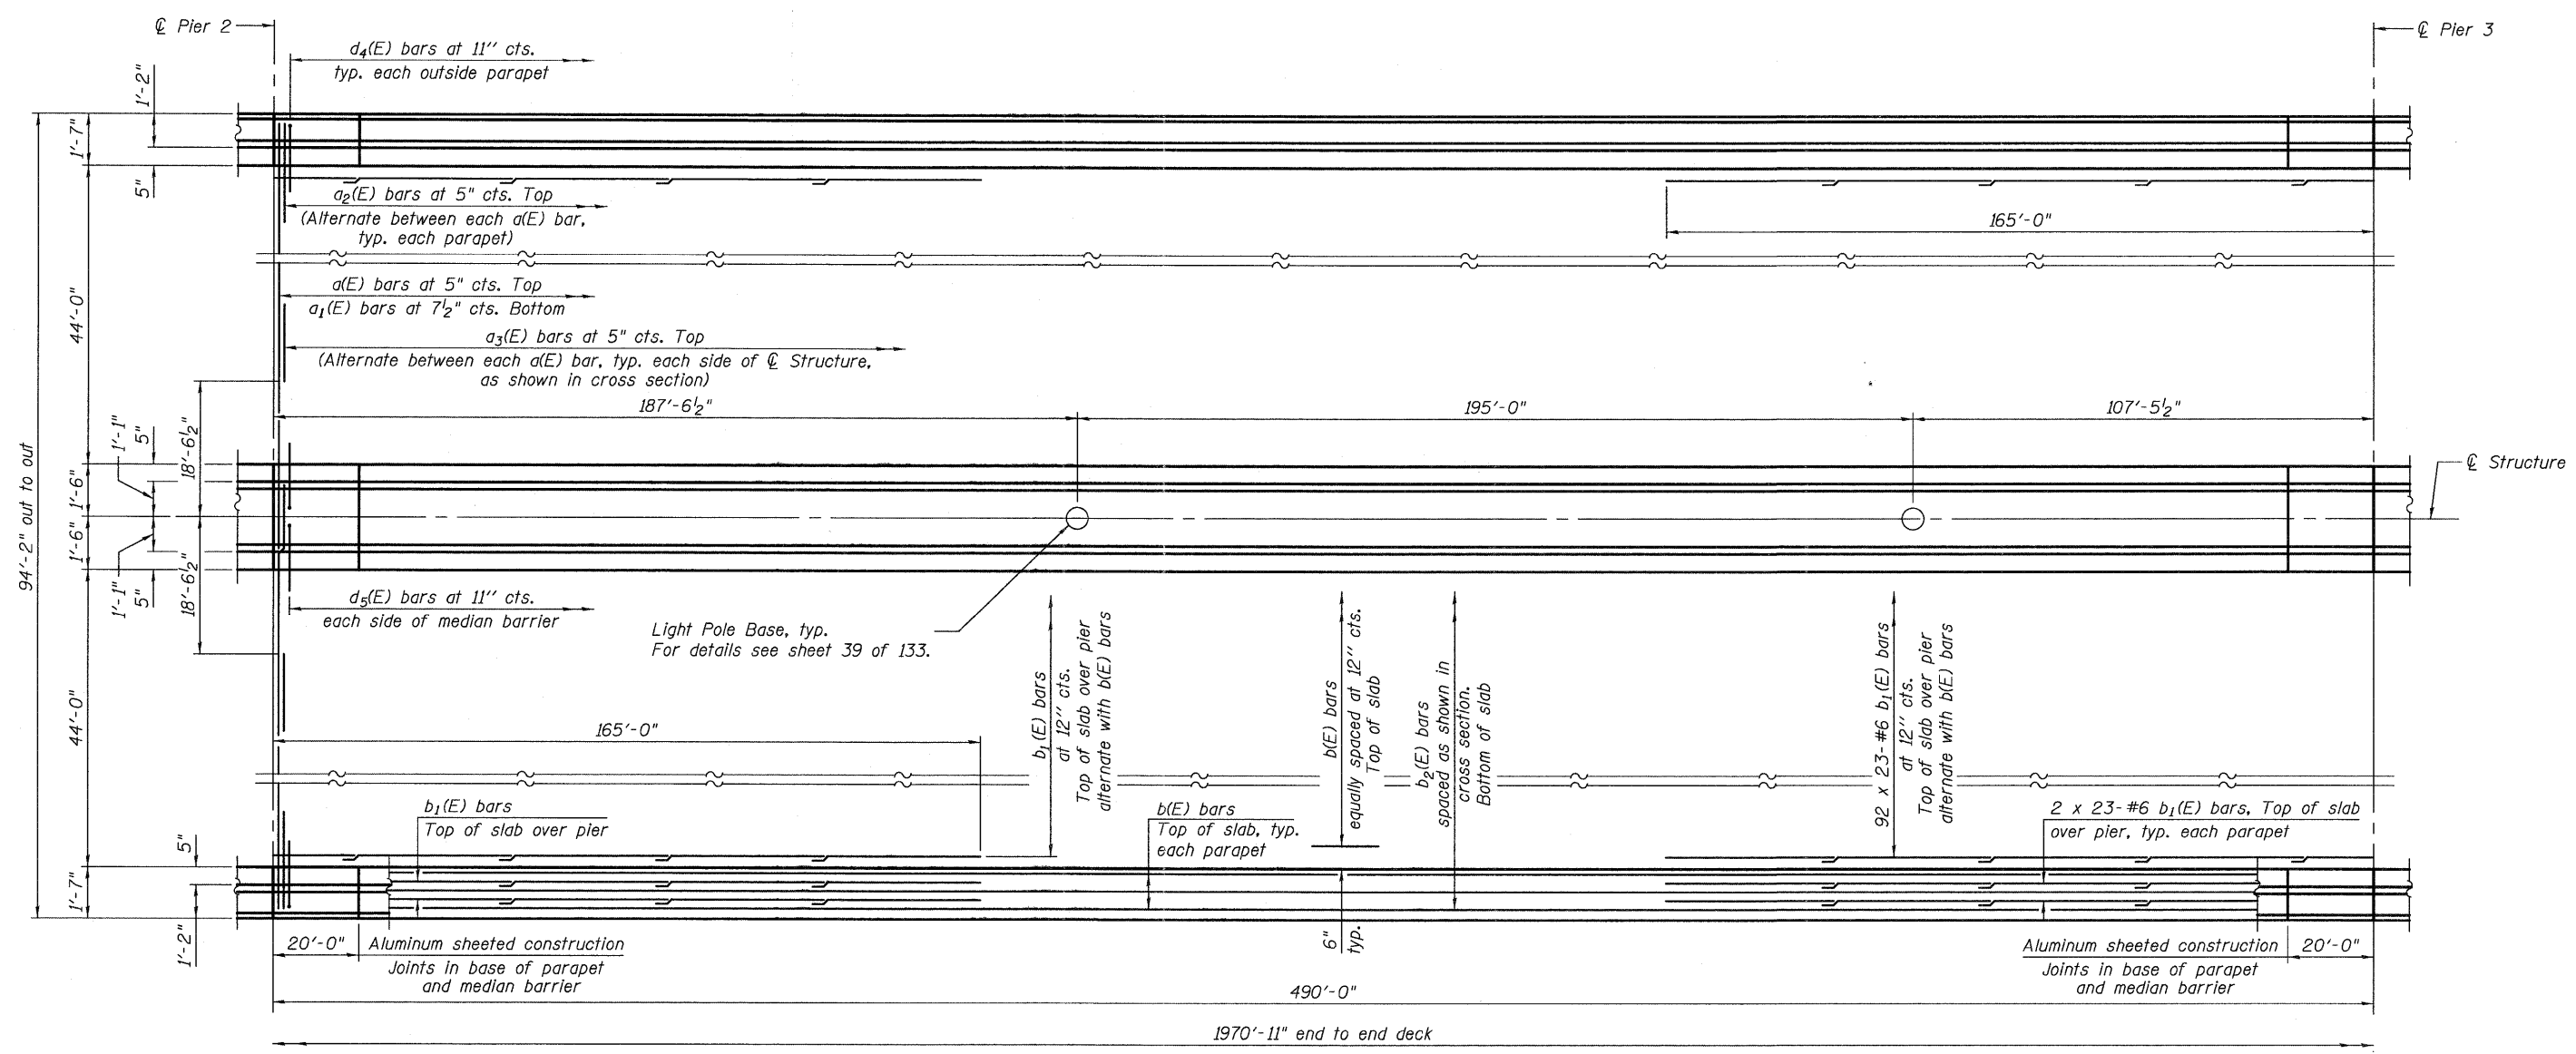 ℄ Pier 2
℄ Pier 3
d4(E) bars at 11" cts.
typ. each outside parapet
1'-2"
1'-7"
5"
a2(E) bars at 5" cts. Top
(Alternate between each a(E) bar,
typ. each parapet)
165'-0"
a(E) bars at 5" cts. Top
a1(E) bars at 7½" cts. Bottom
44'-0"
a3(E) bars at 5" cts. Top
(Alternate between each a(E) bar, typ. each side of ℄ Structure,
as shown in cross section)
187'-6½"
195'-0"
107'-5½"
94'-2" out to out
1'-1"
5"
18'-6½"
1'-6"
℄ Structure
1'-6"
1'-1"
5"
18'-6½"
d5(E) bars at 11" cts.
each side of median barrier
Light Pole Base, typ.
For details see sheet 39 of 133.
44'-0"
165'-0"
b1(E) bars
at 12" cts.
Top of slab over pier
alternate with b(E) bars
b(E) bars
equally spaced at 12" cts.
Top of slab
b2(E) bars
spaced as shown in
cross section.
Bottom of slab
92 x 23-#6 b1(E) bars
at 12" cts.
Top of slab over pier
alternate with b(E) bars
b1(E) bars
Top of slab over pier
b(E) bars
Top of slab, typ.
each parapet
2 x 23-#6 b1(E) bars, Top of slab
over pier, typ. each parapet
5"
1'-7"
1'-2"
20'-0"
Aluminum sheeted construction
Joints in base of parapet
and median barrier
6"
typ.
Aluminum sheeted construction
Joints in base of parapet
and median barrier
20'-0"
490'-0"
1970'-11" end to end deck